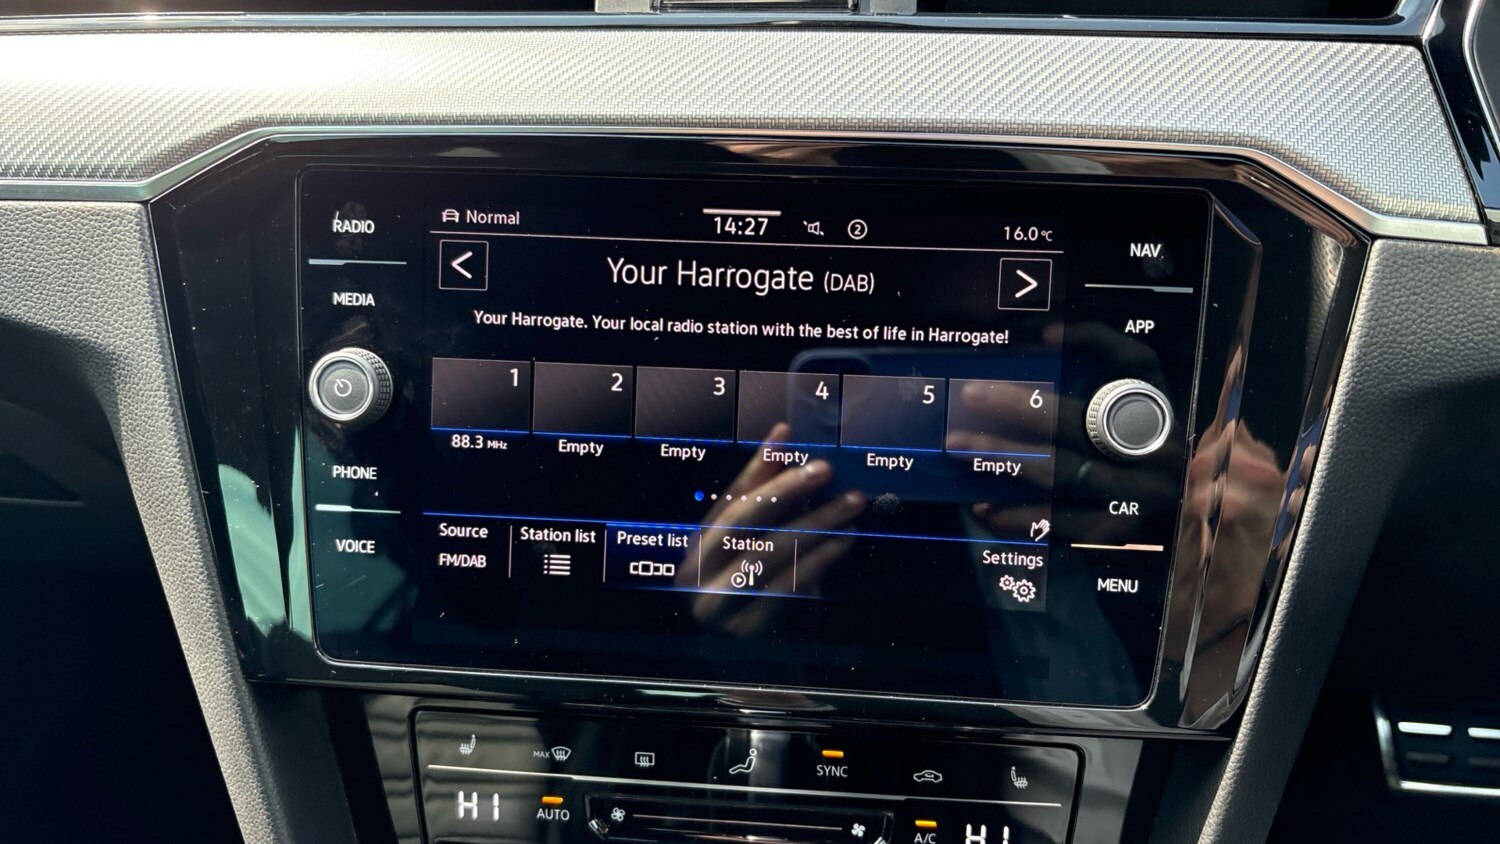 RADIO
MEDIA
PHONE
VOICE
Normal
14:27
2
16.0°C
<
Your Harrogate (DAB)
>
Your Harrogate. Your local radio station with the best of life in Harrogate!
1
2
3
4
5
6
88.3 MHz
Empty
Empty
Empty
Empty
Empty
Source
FM/DAB
Station list
Preset list
Station
Settings
NAV
APP
CAR
MENU
MAX
SYNC
HI
AUTO
A/C
HI